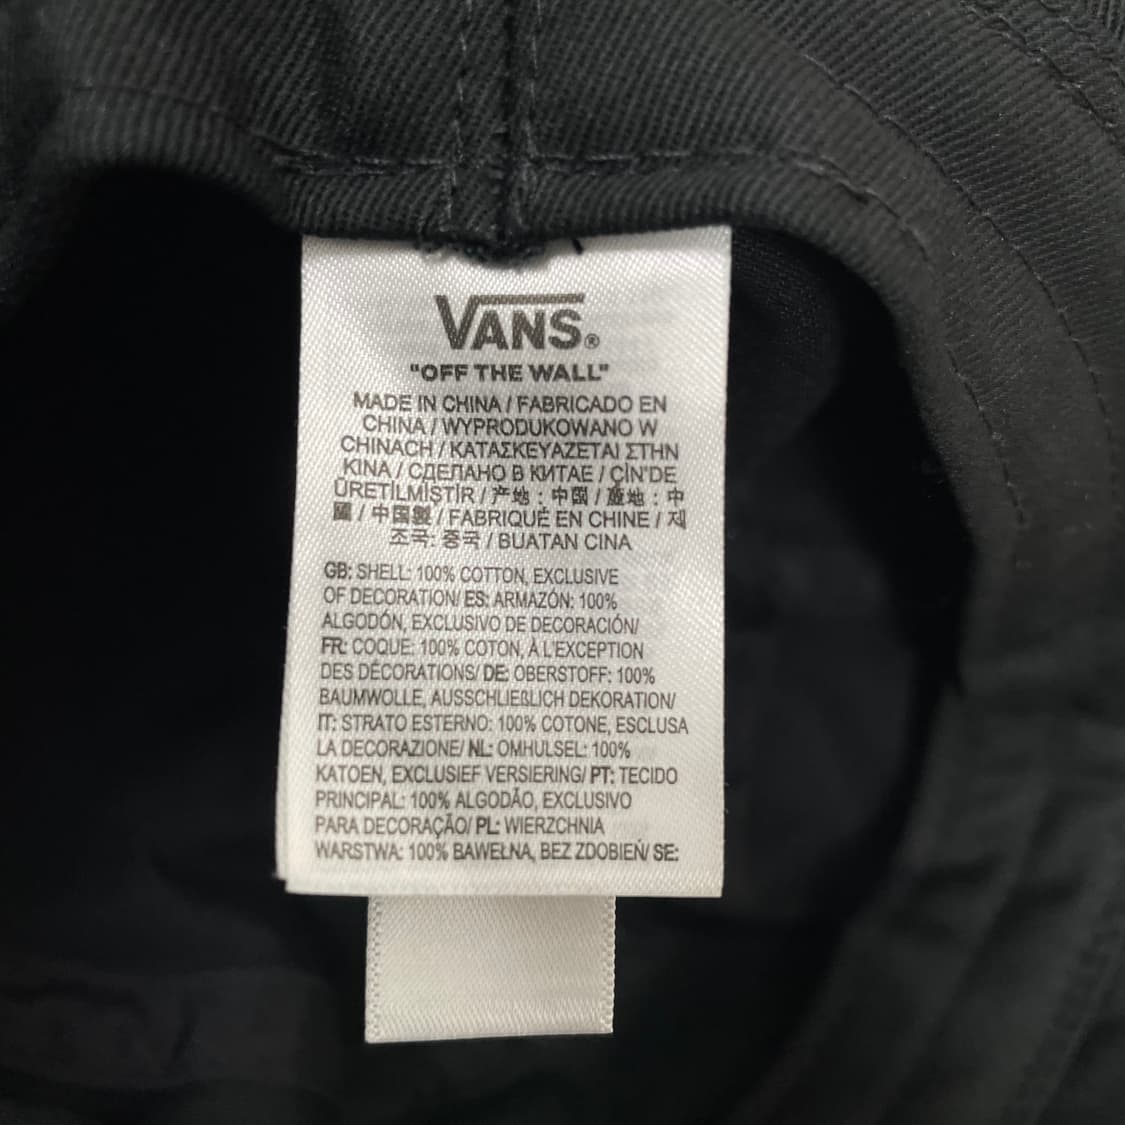 VANS®
"OFF THE WALL"
MADE IN CHINA / FABRICADO EN
CHINA / WYPRODUKOWANO W
CHINACH / ΚΑΤΑΣΚΕΥΑΖΕΤΑΙ ΣΤΗΝ
ΚΙΝΑ / СДЕЛАНО В КИТАЕ / ÇİN'DE
ÜRETİLMİŞTİR / 产地 : 中国 / 產地 : 中
國 / 中国製 / FABRIQUÉ EN CHINE / 제
조국: 중국 / BUATAN CINA
GB: SHELL: 100% COTTON, EXCLUSIVE
OF DECORATION/ ES: ARMAZÓN: 100%
ALGODÓN, EXCLUSIVO DE DECORACIÓN/
FR: COQUE: 100% COTON, À L'EXCEPTION
DES DÉCORATIONS/ DE: OBERSTOFF: 100%
BAUMWOLLE, AUSSCHLIEßLICH DEKORATION/
IT: STRATO ESTERNO: 100% COTONE, ESCLUSA
LA DECORAZIONE/ NL: OMHULSEL: 100%
KATOEN, EXCLUSIEF VERSIERING/ PT: TECIDO
PRINCIPAL: 100% ALGODÃO, EXCLUSIVO
PARA DECORAÇÃO/ PL: WIERZCHNIA
WARSTWA: 100% BAWEŁNA, BEZ ZDOBIEŃ/ SE: